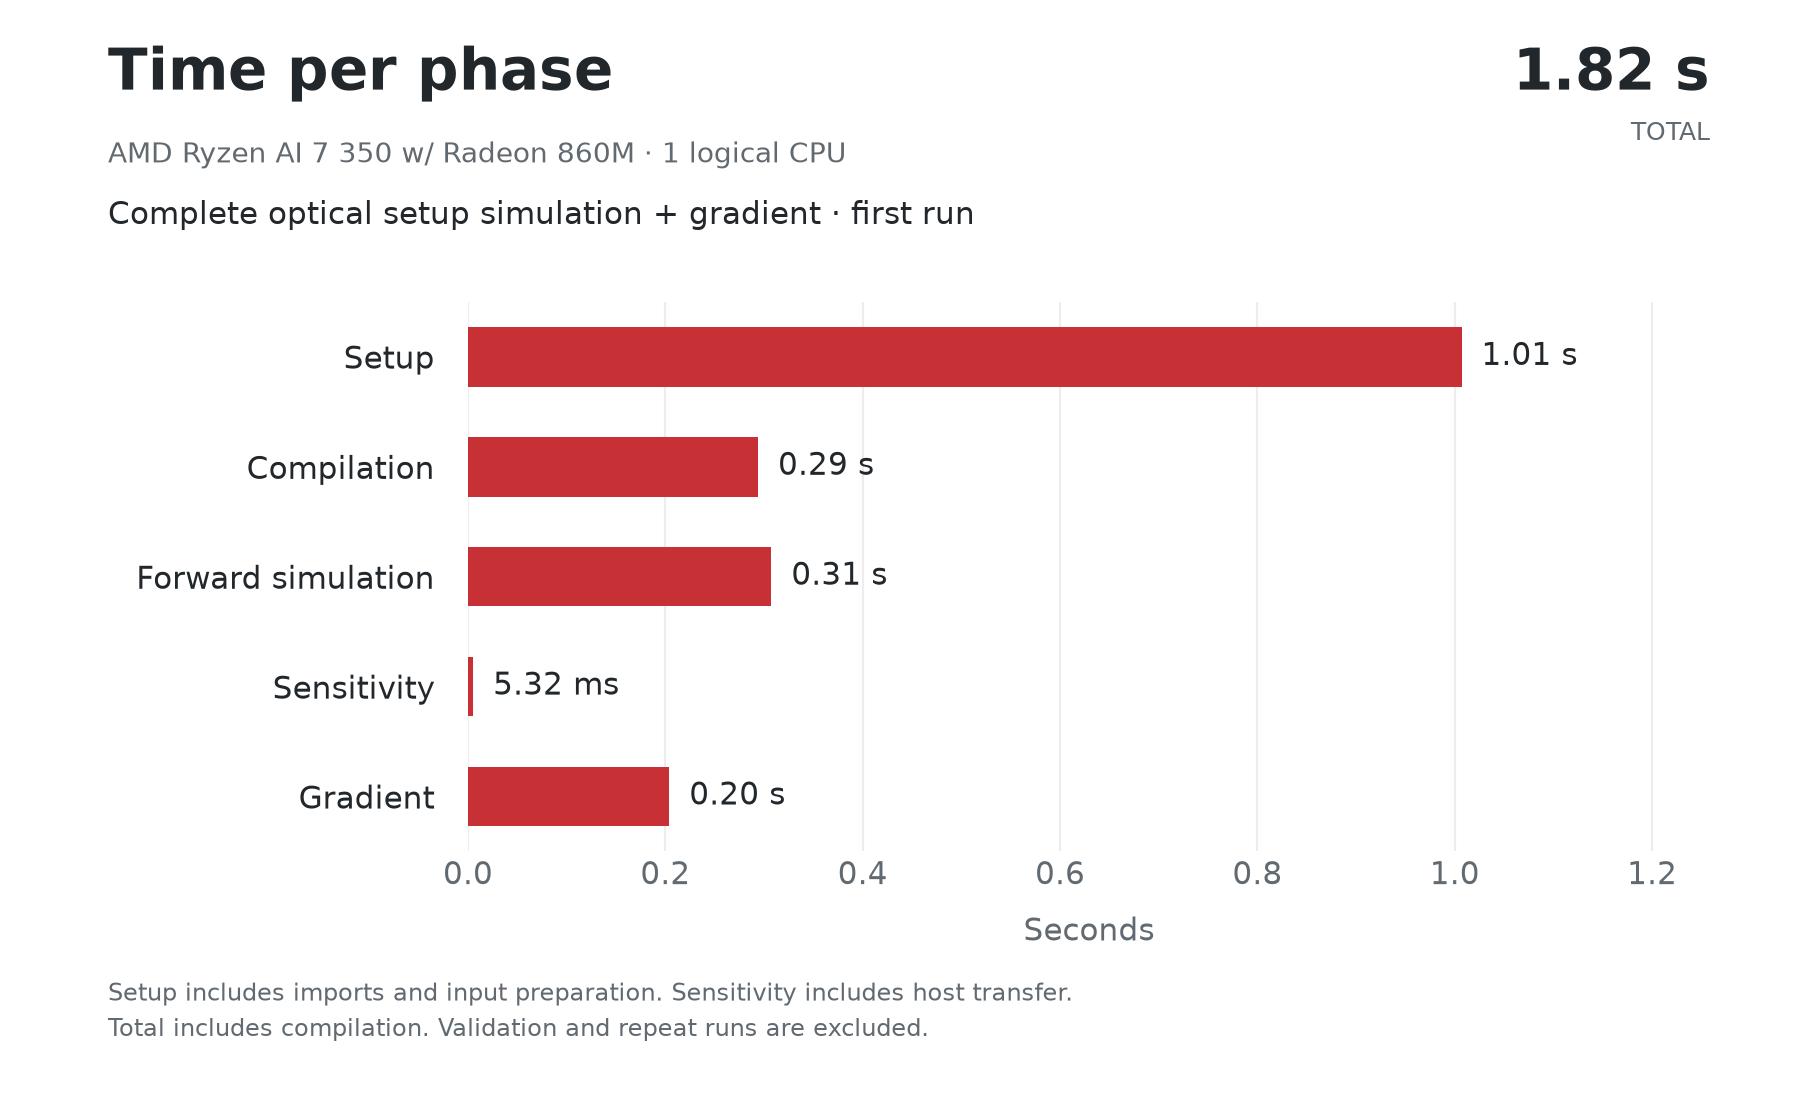 Time per phase
1.82 s
TOTAL
AMD Ryzen AI 7 350 w/ Radeon 860M · 1 logical CPU
Complete optical setup simulation + gradient · first run
Setup
1.01 s
Compilation
0.29 s
Forward simulation
0.31 s
Sensitivity
5.32 ms
Gradient
0.20 s
0.0 0.2 0.4 0.6 0.8 1.0 1.2
Seconds
Setup includes imports and input preparation. Sensitivity includes host transfer.
Total includes compilation. Validation and repeat runs are excluded.